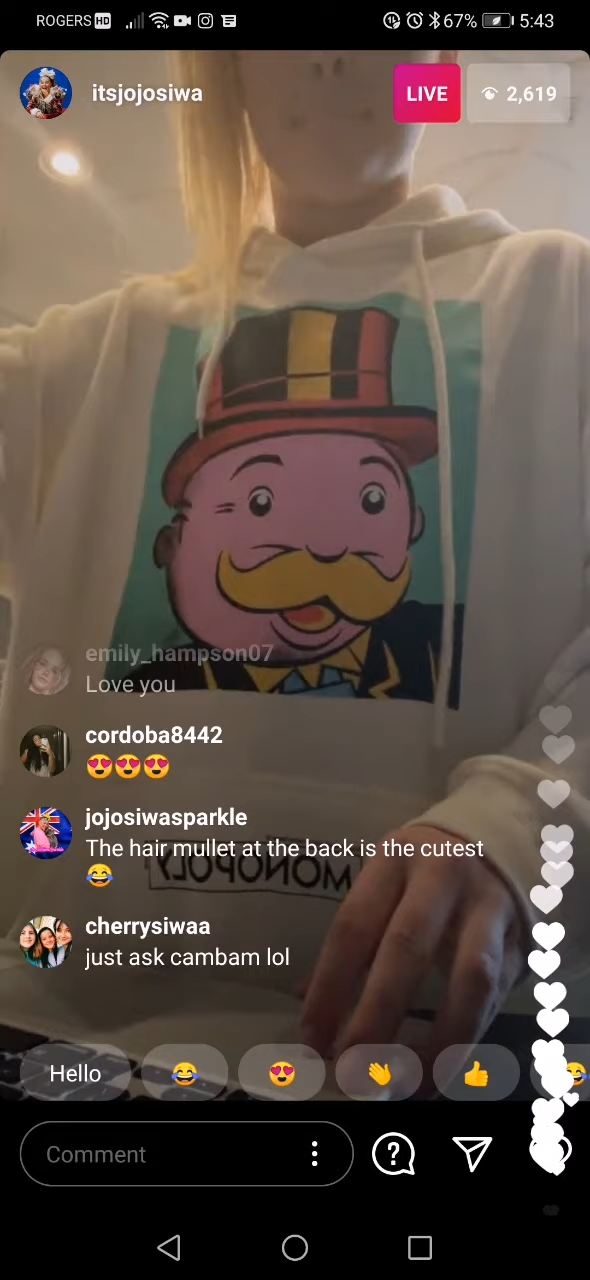 ROGERS HD 67% 5:43
itsjojosiwa LIVE 2,619
emily_hampson07
Love you
cordoba8442
😍😍😍
jojosiwasparkle
The hair mullet at the back is the cutest
😂
MONOPOLY
cherrysiwaa
just ask cambam lol
Hello 😂 😍 👋 👍 😂
Comment